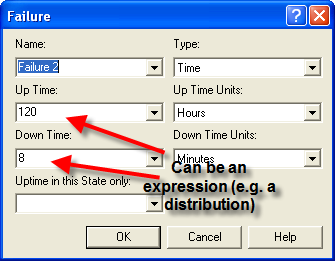 Failure
Name:
Type:
Failure 2
Time
Up Time:
Up Time Units:
120
Hours
Down Time:
Down Time Units:
8
Minutes
Can be an
expression (e.g. a
distribution)
Uptime in this State only:
OK
Cancel
Help